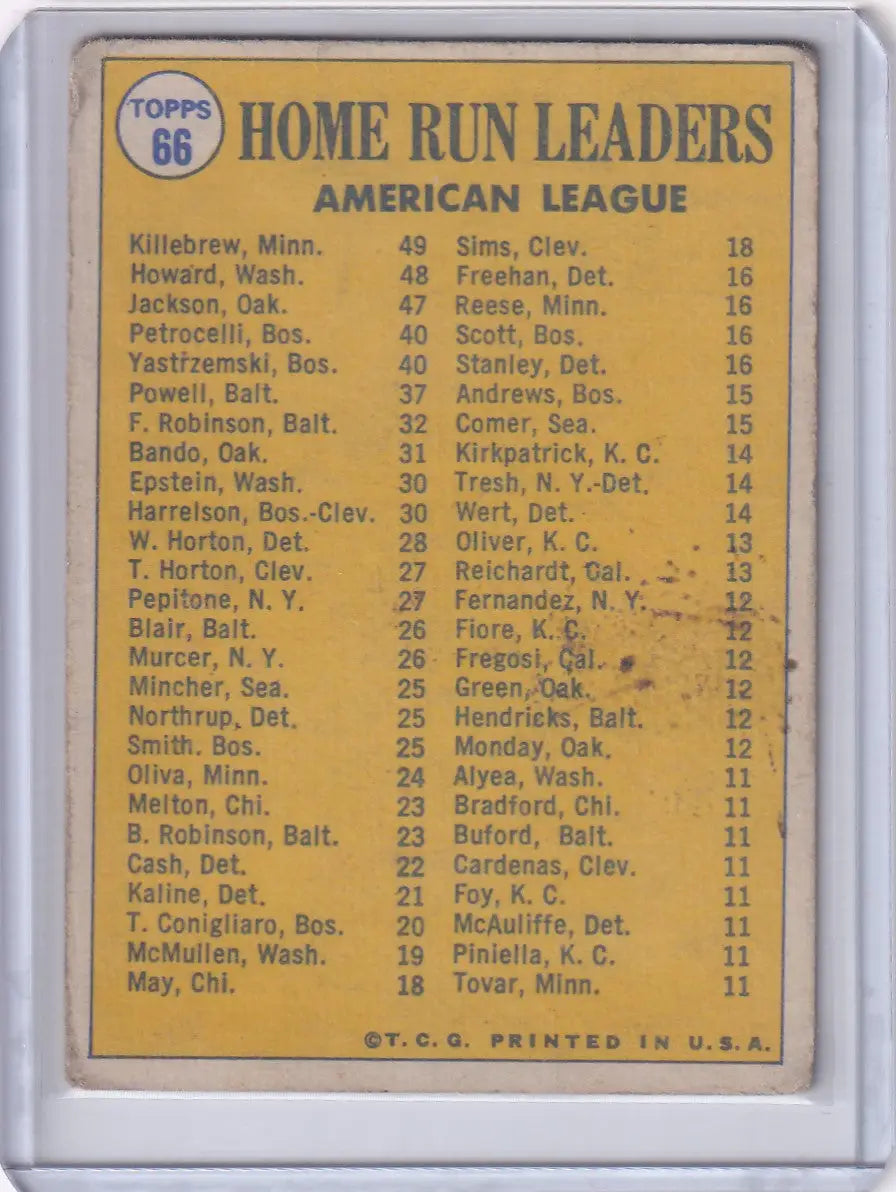 TOPPS
66
HOME RUN LEADERS
AMERICAN LEAGUE
Killebrew, Minn. 49
Howard, Wash. 48
Jackson, Oak. 47
Petrocelli, Bos. 40
Yastrzemski, Bos. 40
Powell, Balt. 37
F. Robinson, Balt. 32
Bando, Oak. 31
Epstein, Wash. 30
Harrelson, Bos.-Clev. 30
W. Horton, Det. 28
T. Horton, Clev. 27
Pepitone, N. Y. 27
Blair, Balt. 26
Murcer, N. Y. 26
Mincher, Sea. 25
Northrup, Det. 25
Smith. Bos. 25
Oliva, Minn. 24
Melton, Chi. 23
B. Robinson, Balt. 23
Cash, Det. 22
Kaline, Det. 21
T. Conigliaro, Bos. 20
McMullen, Wash. 19
May, Chi. 18
Sims, Clev. 18
Freehan, Det. 16
Reese, Minn. 16
Scott, Bos. 16
Stanley, Det. 16
Andrews, Bos. 15
Comer, Sea. 15
Kirkpatrick, K. C. 14
Tresh, N. Y.-Det. 14
Wert, Det. 14
Oliver, K. C. 13
Reichardt, Cal. 13
Fernandez, N. Y. 12
Fiore, K. C. 12
Fregosi, Cal. 12
Green, Oak. 12
Hendricks, Balt. 12
Monday, Oak. 12
Alyea, Wash. 11
Bradford, Chi. 11
Buford, Balt. 11
Cardenas, Clev. 11
Foy, K. C. 11
McAuliffe, Det. 11
Piniella, K. C. 11
Tovar, Minn. 11
©T. C. G. PRINTED IN U. S. A.